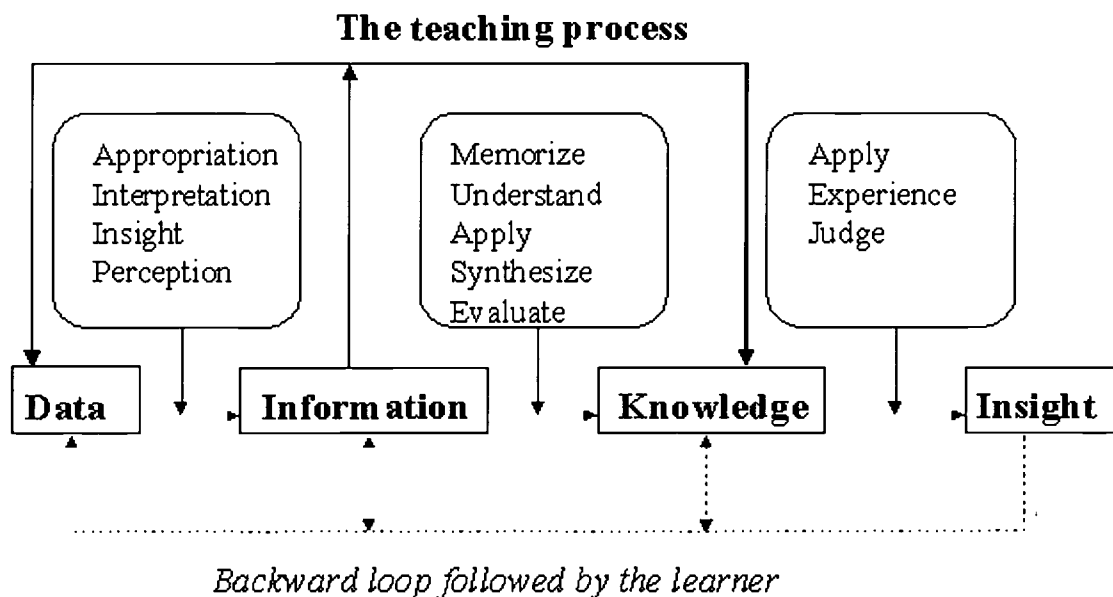 The teaching process
Appropriation
Interpretation
Insight
Perception
Memorize
Understand
Apply
Synthesize
Evaluate
Apply
Experience
Judge
Data
Information
Knowledge
Insight
Backward loop followed by the learner